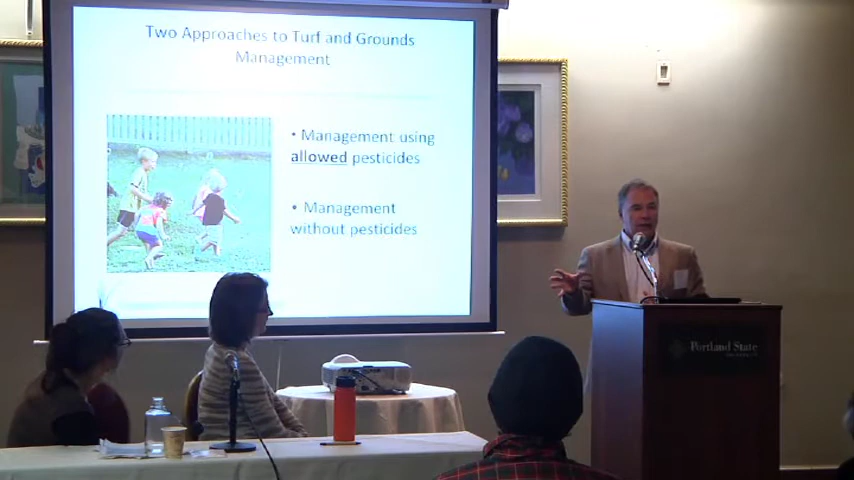 Two Approaches to Turf and Grounds
Management
• Management using
allowed pesticides
• Management
without pesticides
Portland State